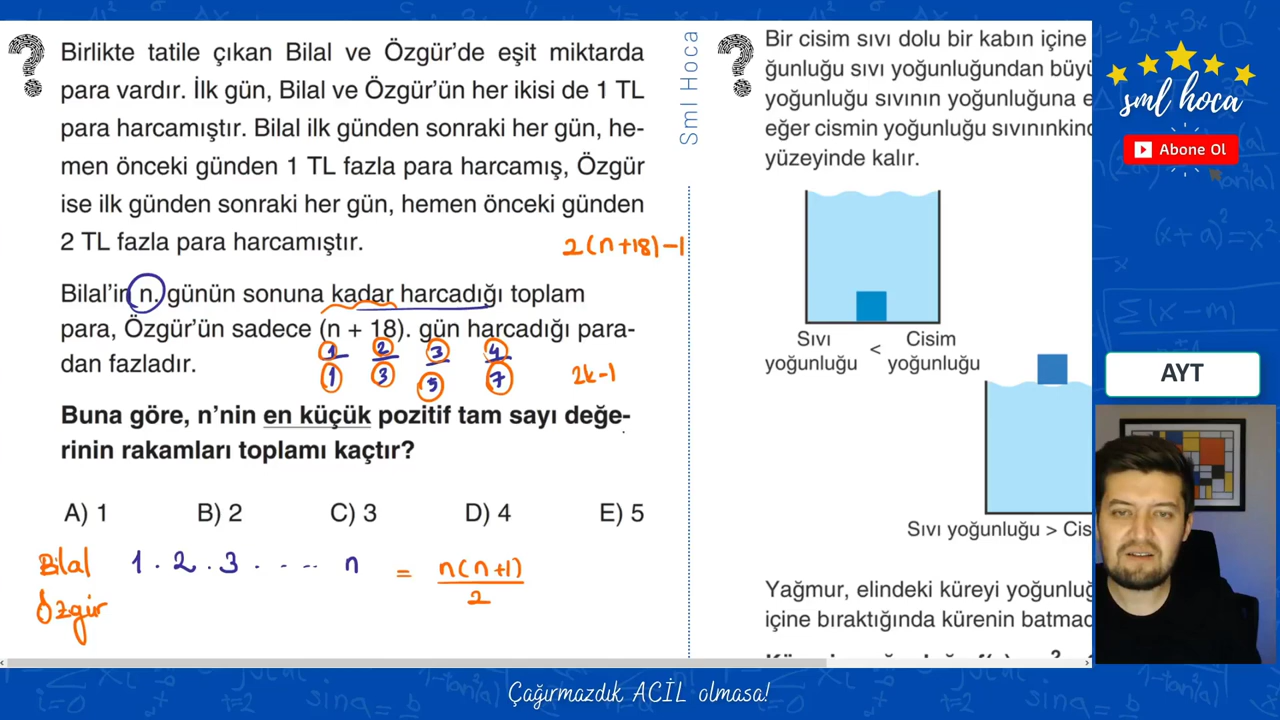 Birlikte tatile çıkan Bilal ve Özgür'de eşit miktarda
para vardır. İlk gün, Bilal ve Özgür'ün her ikisi de 1 TL
para harcamıştır. Bilal ilk günden sonraki her gün, he-
men önceki günden 1 TL fazla para harcamış, Özgür
ise ilk günden sonraki her gün, hemen önceki günden
2 TL fazla para harcamıştır.
2(n+18)-1
Bilal'in n. günün sonuna kadar harcadığı toplam
para, Özgür'ün sadece (n + 18). gün harcadığı para-
dan fazladır.
1 2 3 4
1 3 5 7 2k-1
Buna göre, n'nin en küçük pozitif tam sayı değe-
rinin rakamları toplamı kaçtır?
A) 1 B) 2 C) 3 D) 4 E) 5
Bilal 1 . 2 . 3 . . . . . n = n(n+1)
2
Özgür
Sml Hoca
Bir cisim sıvı dolu bir kabın içine
ğunluğu sıvı yoğunluğundan büyü
yoğunluğu sıvının yoğunluğuna e
eğer cismin yoğunluğu sıvınınkind
yüzeyinde kalır.
Sıvı < Cisim
yoğunluğu yoğunluğu
Sıvı yoğunluğu > Cis
Yağmur, elindeki küreyi yoğunluğ
içine bıraktığında kürenin batmad
sml hoca
Abone Ol
AYT
Çağırmazdık ACİL olmasa!